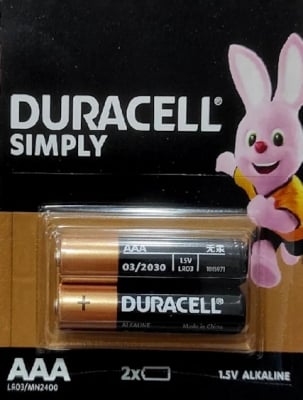 DURACELL®
SIMPLY
AAA 无汞
03/2030 1.5V LR03
+ DURACELL®
ALKALINE Made in China
AAA
LR03/MN2400
2x
1.5V ALKALINE